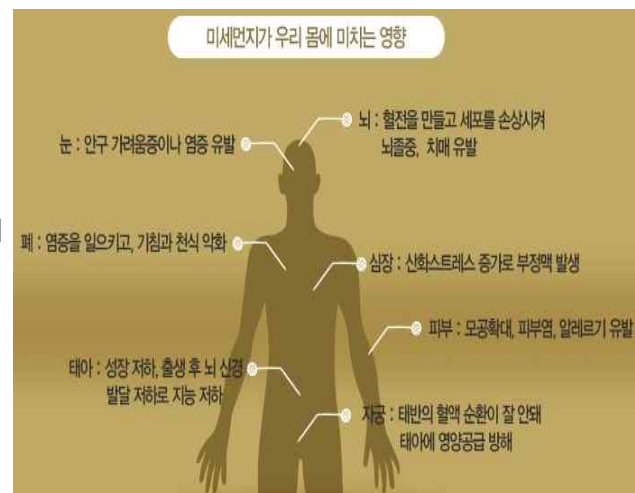 미세먼지가 우리 몸에 미치는 영향
뇌 : 혈전을 만들고 세포를 손상시켜
뇌졸중, 치매 유발
눈 : 안구 가려움증이나 염증 유발
폐 : 염증을 일으키고, 기침과 천식 악화
심장 : 산화스트레스 증가로 부정맥 발생
피부 : 모공확대, 피부염, 알레르기 유발
태아 : 성장 저하, 출생 후 뇌 신경
발달 저하로 지능 저하
자궁 : 태반의 혈액 순환이 잘 안돼
태아에 영양공급 방해